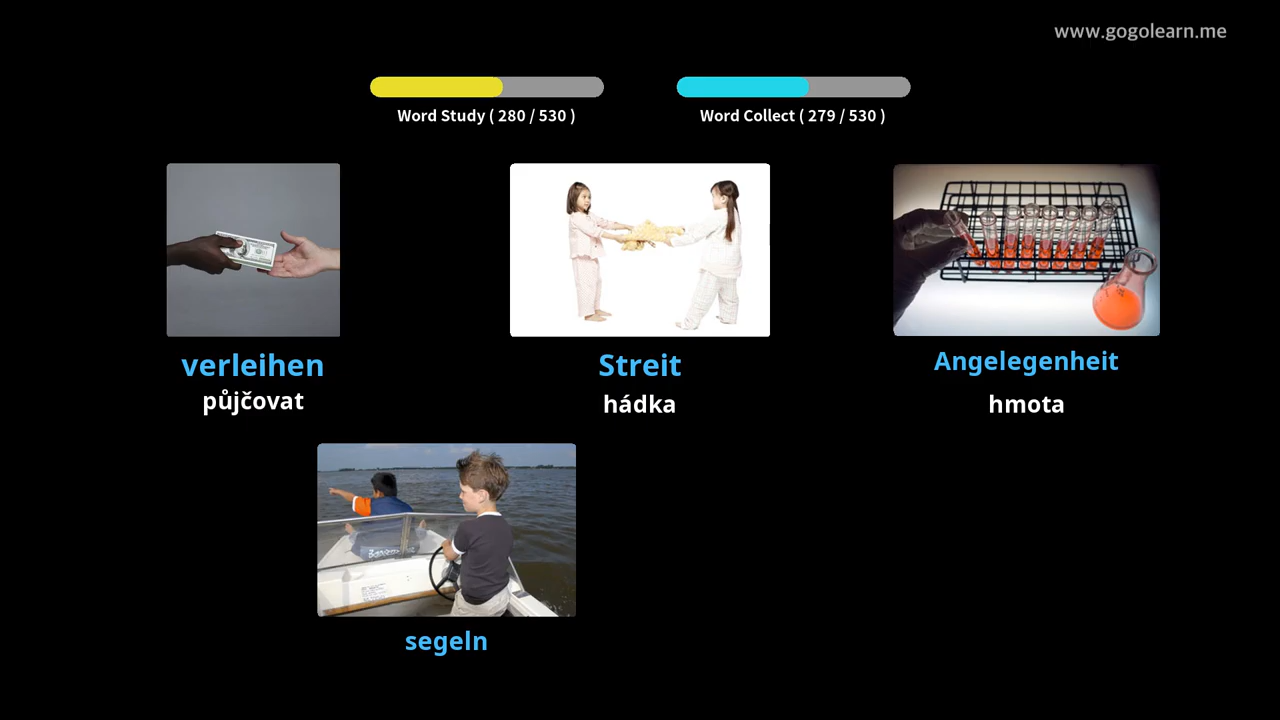 www.gogolearn.me
Word Study ( 280 / 530 )
Word Collect ( 279 / 530 )
verleihen
půjčovat
Streit
hádka
Angelegenheit
hmota
segeln